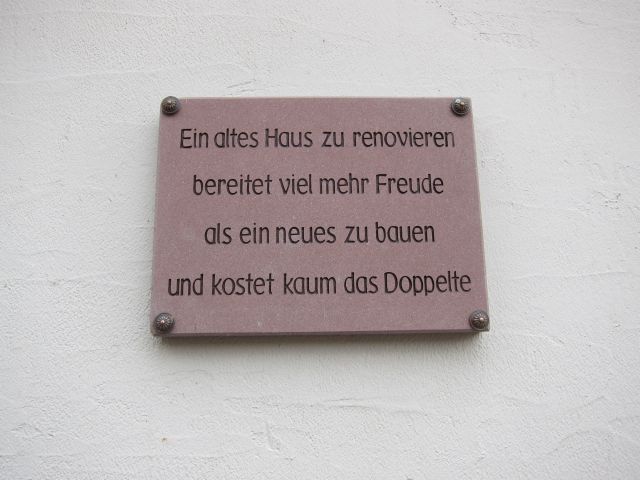 Ein altes Haus zu renovieren
bereitet viel mehr Freude
als ein neues zu bauen
und kostet kaum das Doppelte